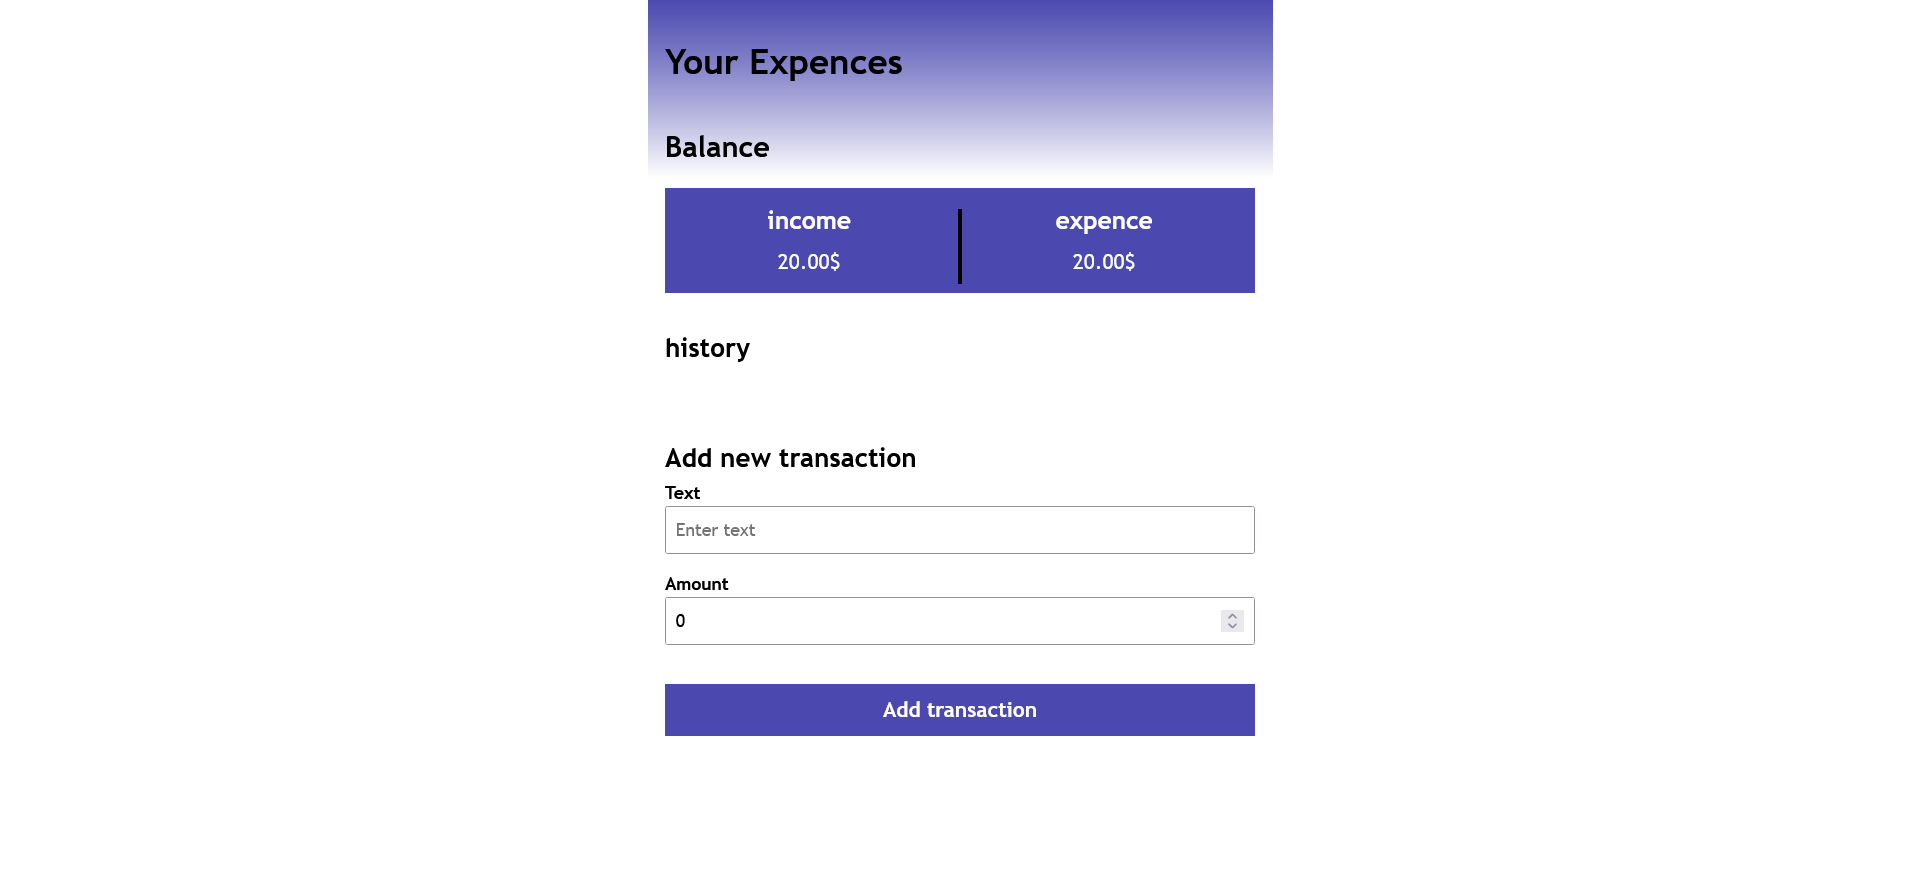 Your Expences
Balance
income
expence
20.00$
20.00$
history
Add new transaction
Text
Enter text
Amount
0
Add transaction